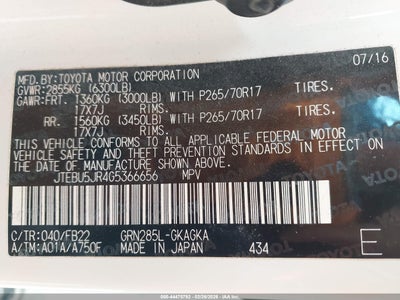 MFD.BY:TOYOTA MOTOR CORPORATION 07/16
GVWR: 2855KG (6300LB)
GAWR:FRT. 1360KG (3000LB) WITH P265/70R17 TIRES.
17X7J RIMS.
RR. 1560KG (3450LB) WITH P265/70R17 TIRES.
17X7J RIMS.
THIS VEHICLE CONFORMS TO ALL APPLICABLE FEDERAL MOTOR
VEHICLE SAFETY STANDARDS IN EFFECT ON THE DATE OF
MANUFACTURE SHOWN ABOVE.
JTEBU5JR4G5366656 MPV
C/TR:040/FB22 GRN285L-GKAGKA
A/TM:A01A/A750F MADE IN JAPAN 434 E